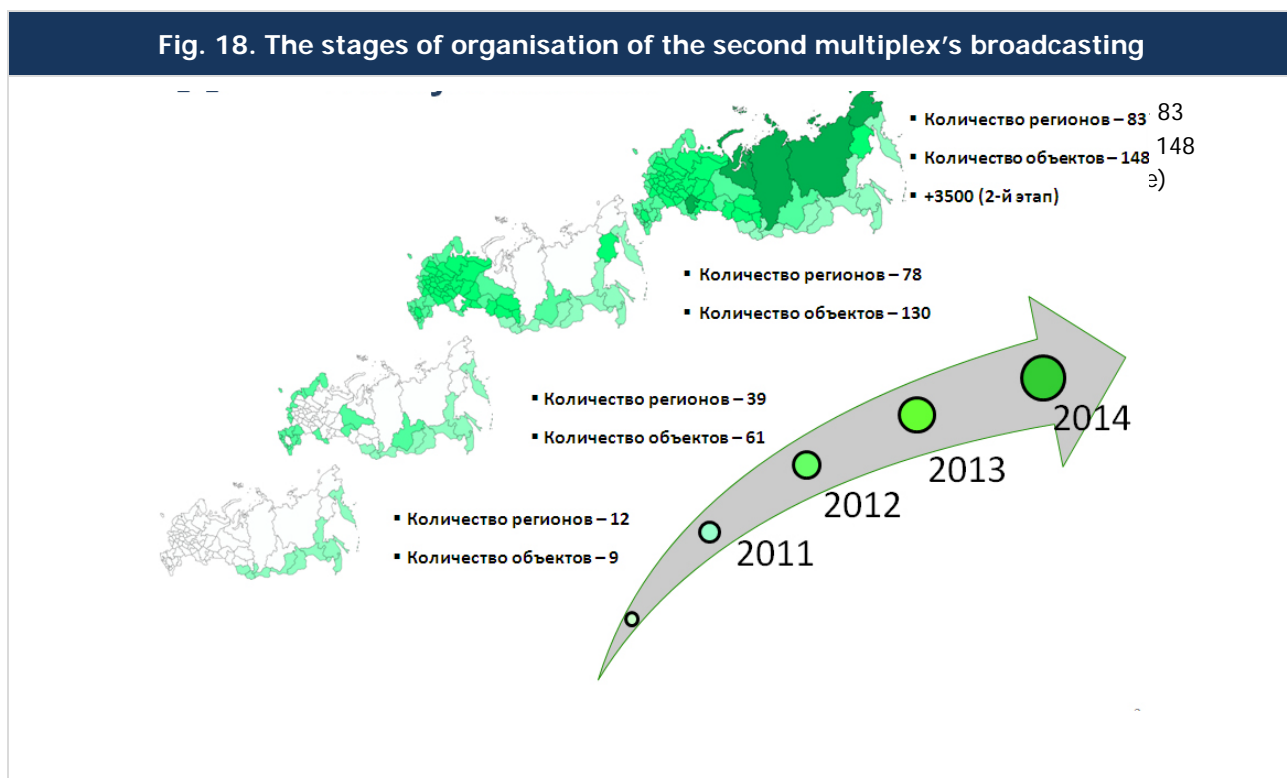 Fig. 18. The stages of organisation of the second multiplex's broadcasting
▪ Количество регионов – 83 83
▪ Количество объектов – 148 148
е)
▪ +3500 (2-й этап)
▪ Количество регионов – 78
▪ Количество объектов – 130
▪ Количество регионов – 39
▪ Количество объектов – 61
▪ Количество регионов – 12
▪ Количество объектов – 9
2014
2013
2012
2011